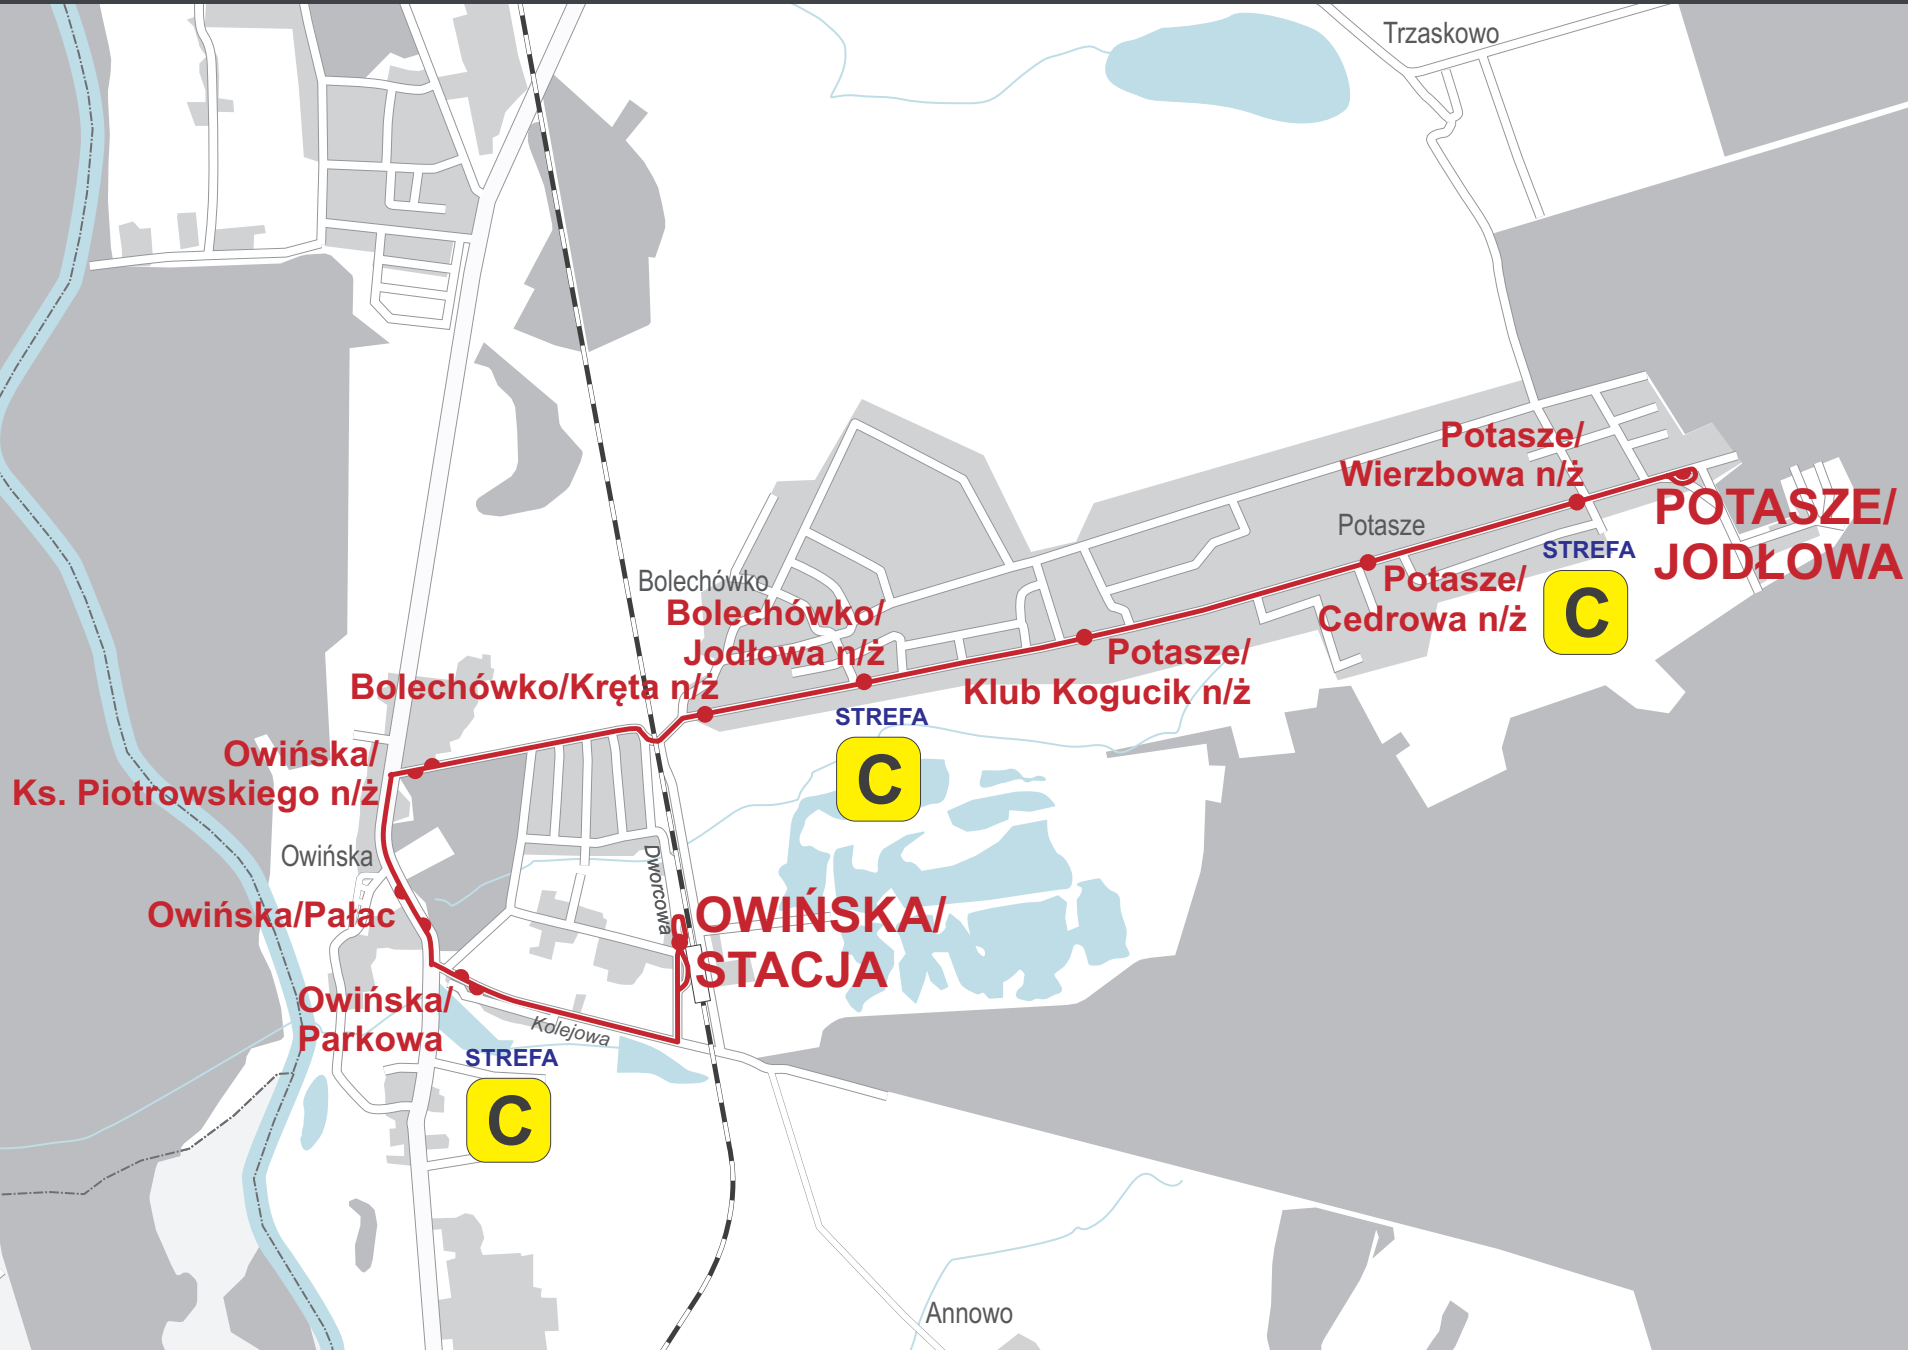 Trzaskowo
Potasze/
Wierzbowa n/ż
POTASZE/
JODŁOWA
Potasze
STREFA
C
Potasze/
Cedrowa n/ż
Bolechówko
Bolechówko/
Jodłowa n/ż
Potasze/
Klub Kogucik n/ż
Bolechówko/Kręta n/ż
STREFA
C
Owińska/
Ks. Piotrowskiego n/ż
Owińska
Dworcowa
Owińska/Pałac
OWIŃSKA/
STACJA
Owińska/
Parkowa
Kolejowa
STREFA
C
Annowo